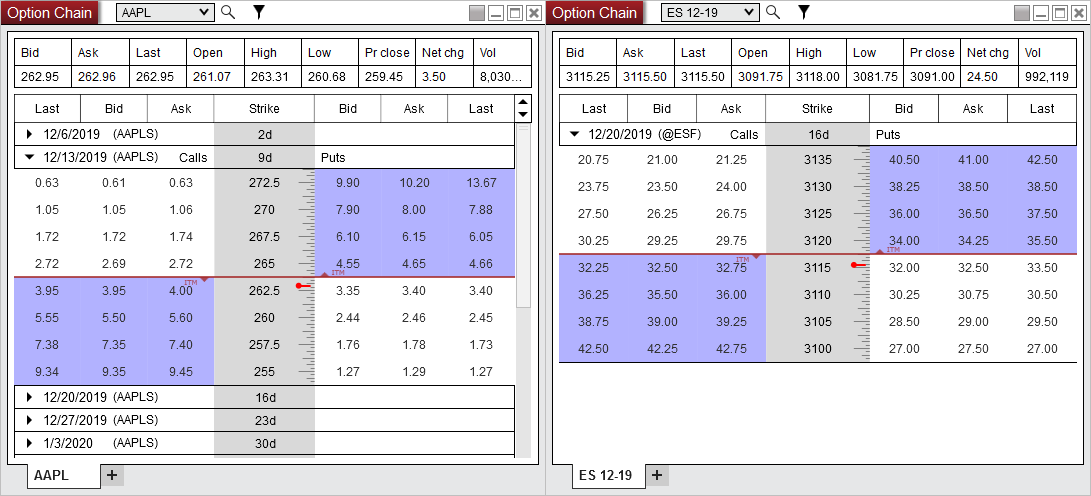 Option Chain AAPL
Bid Ask Last Open High Low Pr close Net chg Vol
262.95 262.96 262.95 261.07 263.31 260.68 259.45 3.50 8,030...
Last Bid Ask Strike Bid Ask Last
12/6/2019 (AAPLS) 2d
12/13/2019 (AAPLS) Calls 9d Puts
0.63 0.61 0.63 272.5 9.90 10.20 13.67
1.05 1.05 1.06 270 7.90 8.00 7.88
1.72 1.72 1.74 267.5 6.10 6.15 6.05
2.72 2.69 2.72 265 4.55 4.65 4.66
ITM
ITM
3.95 3.95 4.00 262.5 3.35 3.40 3.40
5.55 5.50 5.60 260 2.44 2.46 2.45
7.38 7.35 7.40 257.5 1.76 1.78 1.73
9.34 9.35 9.45 255 1.27 1.29 1.27
12/20/2019 (AAPLS) 16d
12/27/2019 (AAPLS) 23d
1/3/2020 (AAPLS) 30d
AAPL +
Option Chain ES 12-19
Bid Ask Last Open High Low Pr close Net chg Vol
3115.25 3115.50 3115.50 3091.75 3118.00 3081.75 3091.00 24.50 992,119
Last Bid Ask Strike Bid Ask Last
12/20/2019 (@ESF) Calls 16d Puts
20.75 21.00 21.25 3135 40.50 41.00 42.50
23.75 23.50 24.00 3130 38.25 38.50 38.50
27.50 26.25 26.75 3125 36.00 36.50 37.50
30.25 29.25 29.75 3120 34.00 34.25 35.50
ITM
ITM
32.25 32.50 32.75 3115 32.00 32.50 33.50
36.25 35.50 36.00 3110 30.25 30.75 30.50
38.75 39.00 39.25 3105 28.50 29.00 29.50
42.50 42.25 42.75 3100 27.00 27.50 27.00
ES 12-19 +